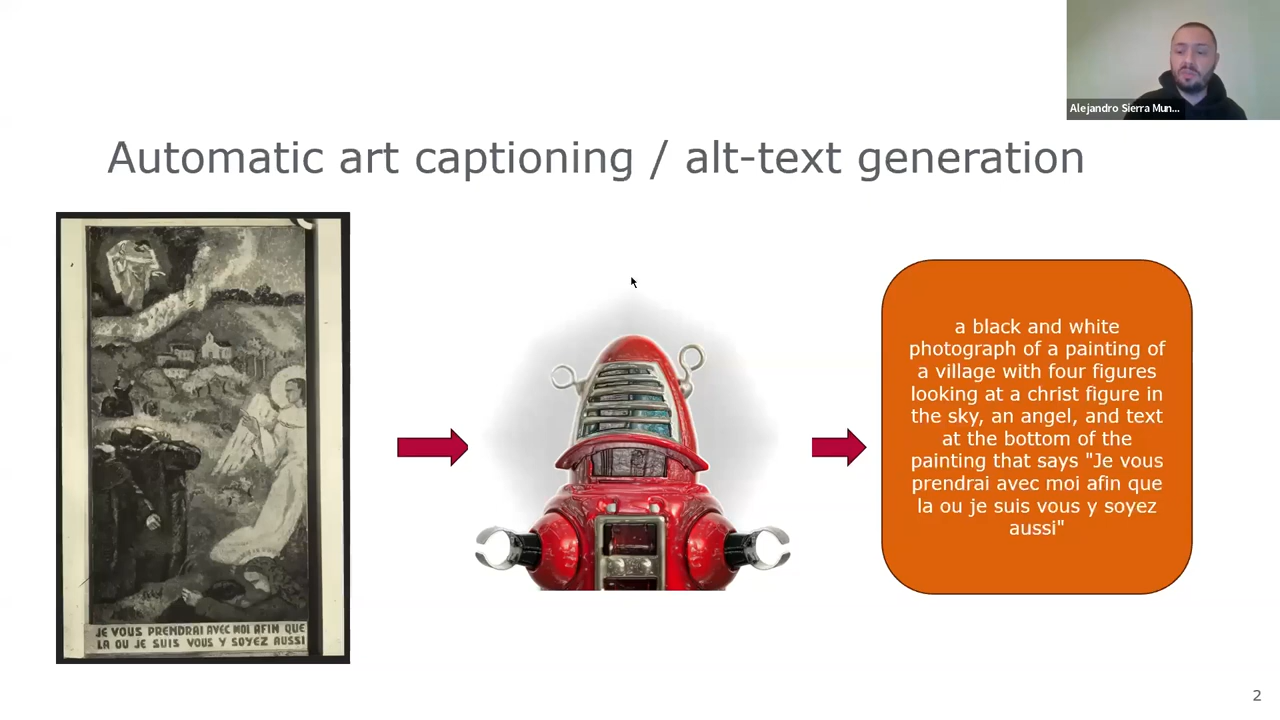 Alejandro Sierra Mun...
Automatic art captioning / alt-text generation
JE VOUS PRENDRAI AVEC MOI AFIN QUE
LA OU JE SUIS VOUS Y SOYEZ AUSSI
a black and white
photograph of a painting of
a village with four figures
looking at a christ figure in
the sky, an angel, and text
at the bottom of the
painting that says "Je vous
prendrai avec moi afin que
la ou je suis vous y soyez
aussi"
2